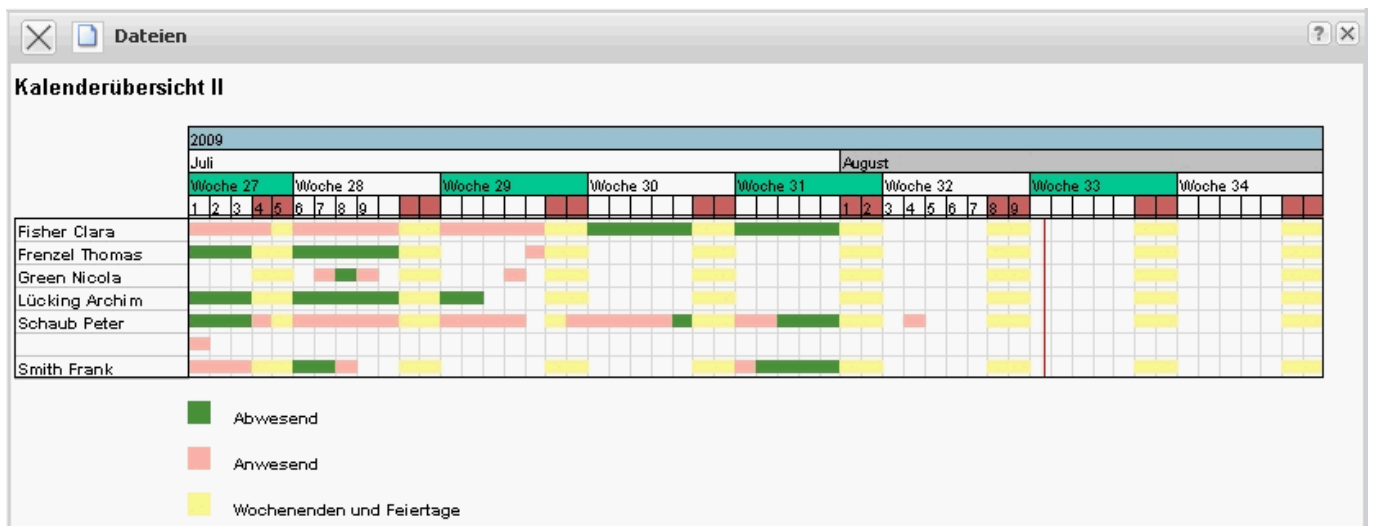 Dateien
?
Kalenderübersicht II
2009
Juli August
Woche 27 Woche 28 Woche 29 Woche 30 Woche 31 Woche 32 Woche 33 Woche 34
1 2 3 4 5 6 7 8 9 1 2 3 4 5 6 7 8 9
Fisher Clara
Frenzel Thomas
Green Nicola
Lücking Archim
Schaub Peter
Smith Frank
Abwesend
Anwesend
Wochenenden und Feiertage